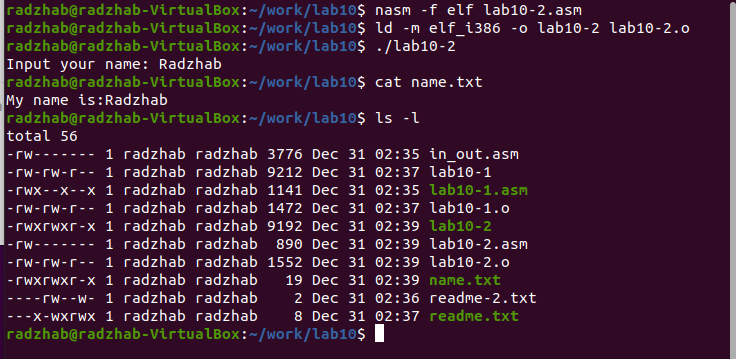 radzhab@radzhab-VirtualBox:~/work/lab10$ nasm -f elf lab10-2.asm
radzhab@radzhab-VirtualBox:~/work/lab10$ ld -m elf_i386 -o lab10-2 lab10-2.o
radzhab@radzhab-VirtualBox:~/work/lab10$ ./lab10-2
Input your name: Radzhab
radzhab@radzhab-VirtualBox:~/work/lab10$ cat name.txt
My name is:Radzhab
radzhab@radzhab-VirtualBox:~/work/lab10$ ls -l
total 56
-rw------- 1 radzhab radzhab 3776 Dec 31 02:35 in_out.asm
-rw-rw-r-- 1 radzhab radzhab 9212 Dec 31 02:37 lab10-1
-rwx--x--x 1 radzhab radzhab 1141 Dec 31 02:35 lab10-1.asm
-rw-rw-r-- 1 radzhab radzhab 1472 Dec 31 02:37 lab10-1.o
-rwxrwxr-x 1 radzhab radzhab 9192 Dec 31 02:39 lab10-2
-rw------- 1 radzhab radzhab  890 Dec 31 02:39 lab10-2.asm
-rw-rw-r-- 1 radzhab radzhab 1552 Dec 31 02:39 lab10-2.o
-rwxrwxr-x 1 radzhab radzhab   19 Dec 31 02:39 name.txt
----rw--w- 1 radzhab radzhab    2 Dec 31 02:36 readme-2.txt
---x-wxrwx 1 radzhab radzhab    8 Dec 31 02:37 readme.txt
radzhab@radzhab-VirtualBox:~/work/lab10$